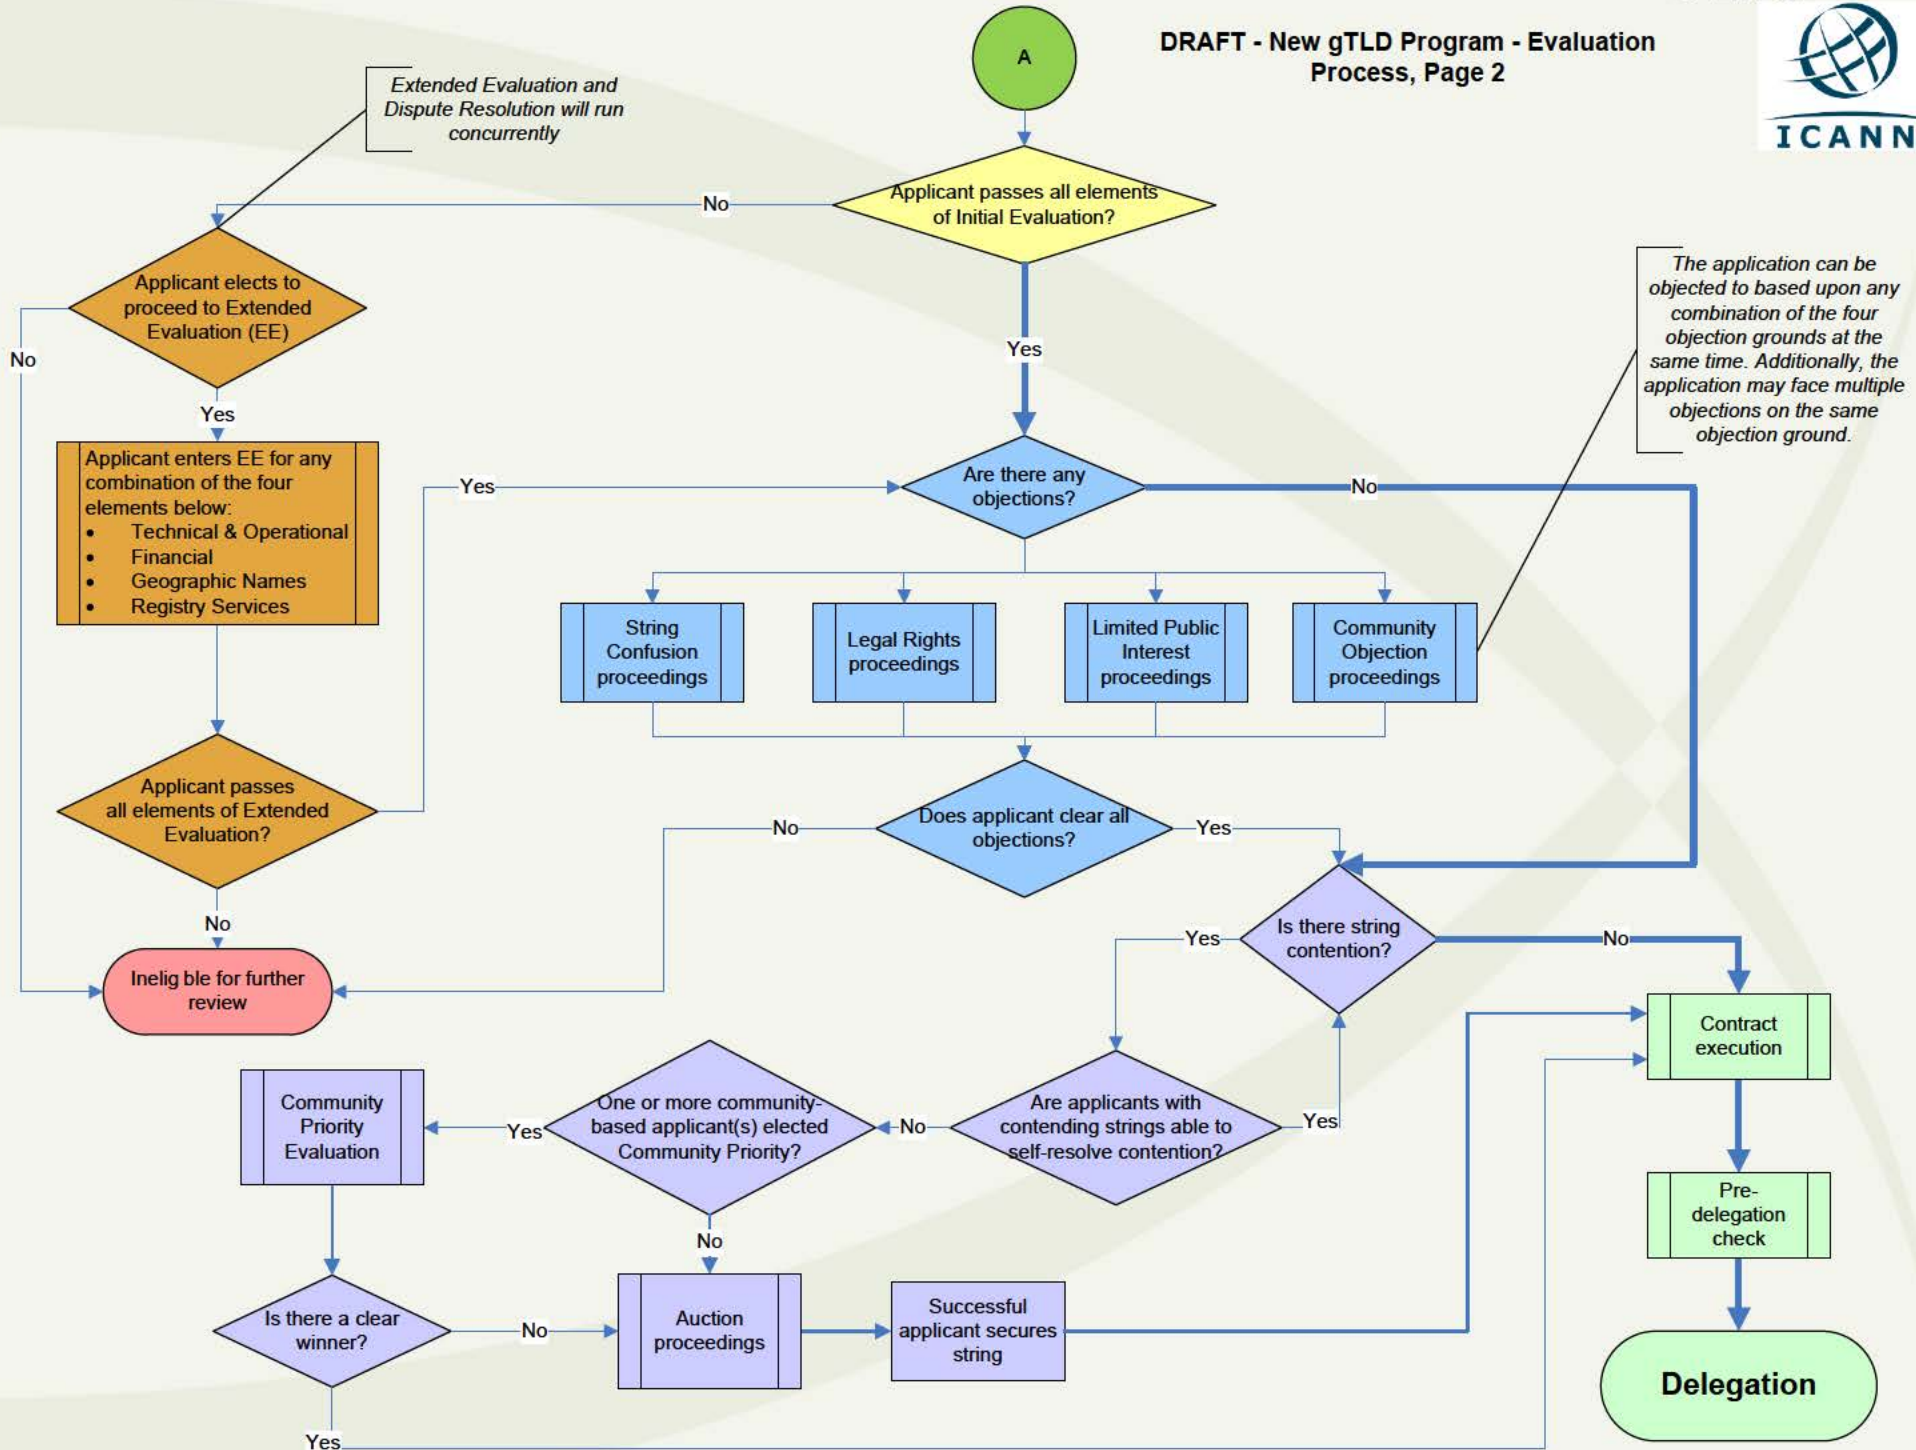 DRAFT - New gTLD Program - Evaluation
Process, Page 2
ICANN
A
Extended Evaluation and
Dispute Resolution will run
concurrently
Applicant passes all elements
of Initial Evaluation?
No
Yes
Applicant elects to
proceed to Extended
Evaluation (EE)
No
Yes
The application can be
objected to based upon any
combination of the four
objection grounds at the
same time. Additionally, the
application may face multiple
objections on the same
objection ground.
Applicant enters EE for any
combination of the four
elements below:
• Technical & Operational
• Financial
• Geographic Names
• Registry Services
Yes
Are there any
objections?
No
String
Confusion
proceedings
Legal Rights
proceedings
Limited Public
Interest
proceedings
Community
Objection
proceedings
Applicant passes
all elements of Extended
Evaluation?
No
Does applicant clear all
objections?
No
Yes
Inelig ble for further
review
Is there string
contention?
Yes
No
Contract
execution
Community
Priority
Evaluation
Yes
One or more community-
based applicant(s) elected
Community Priority?
No
Are applicants with
contending strings able to
self-resolve contention?
Yes
No
Pre-
delegation
check
Is there a clear
winner?
No
Auction
proceedings
Successful
applicant secures
string
Delegation
Yes